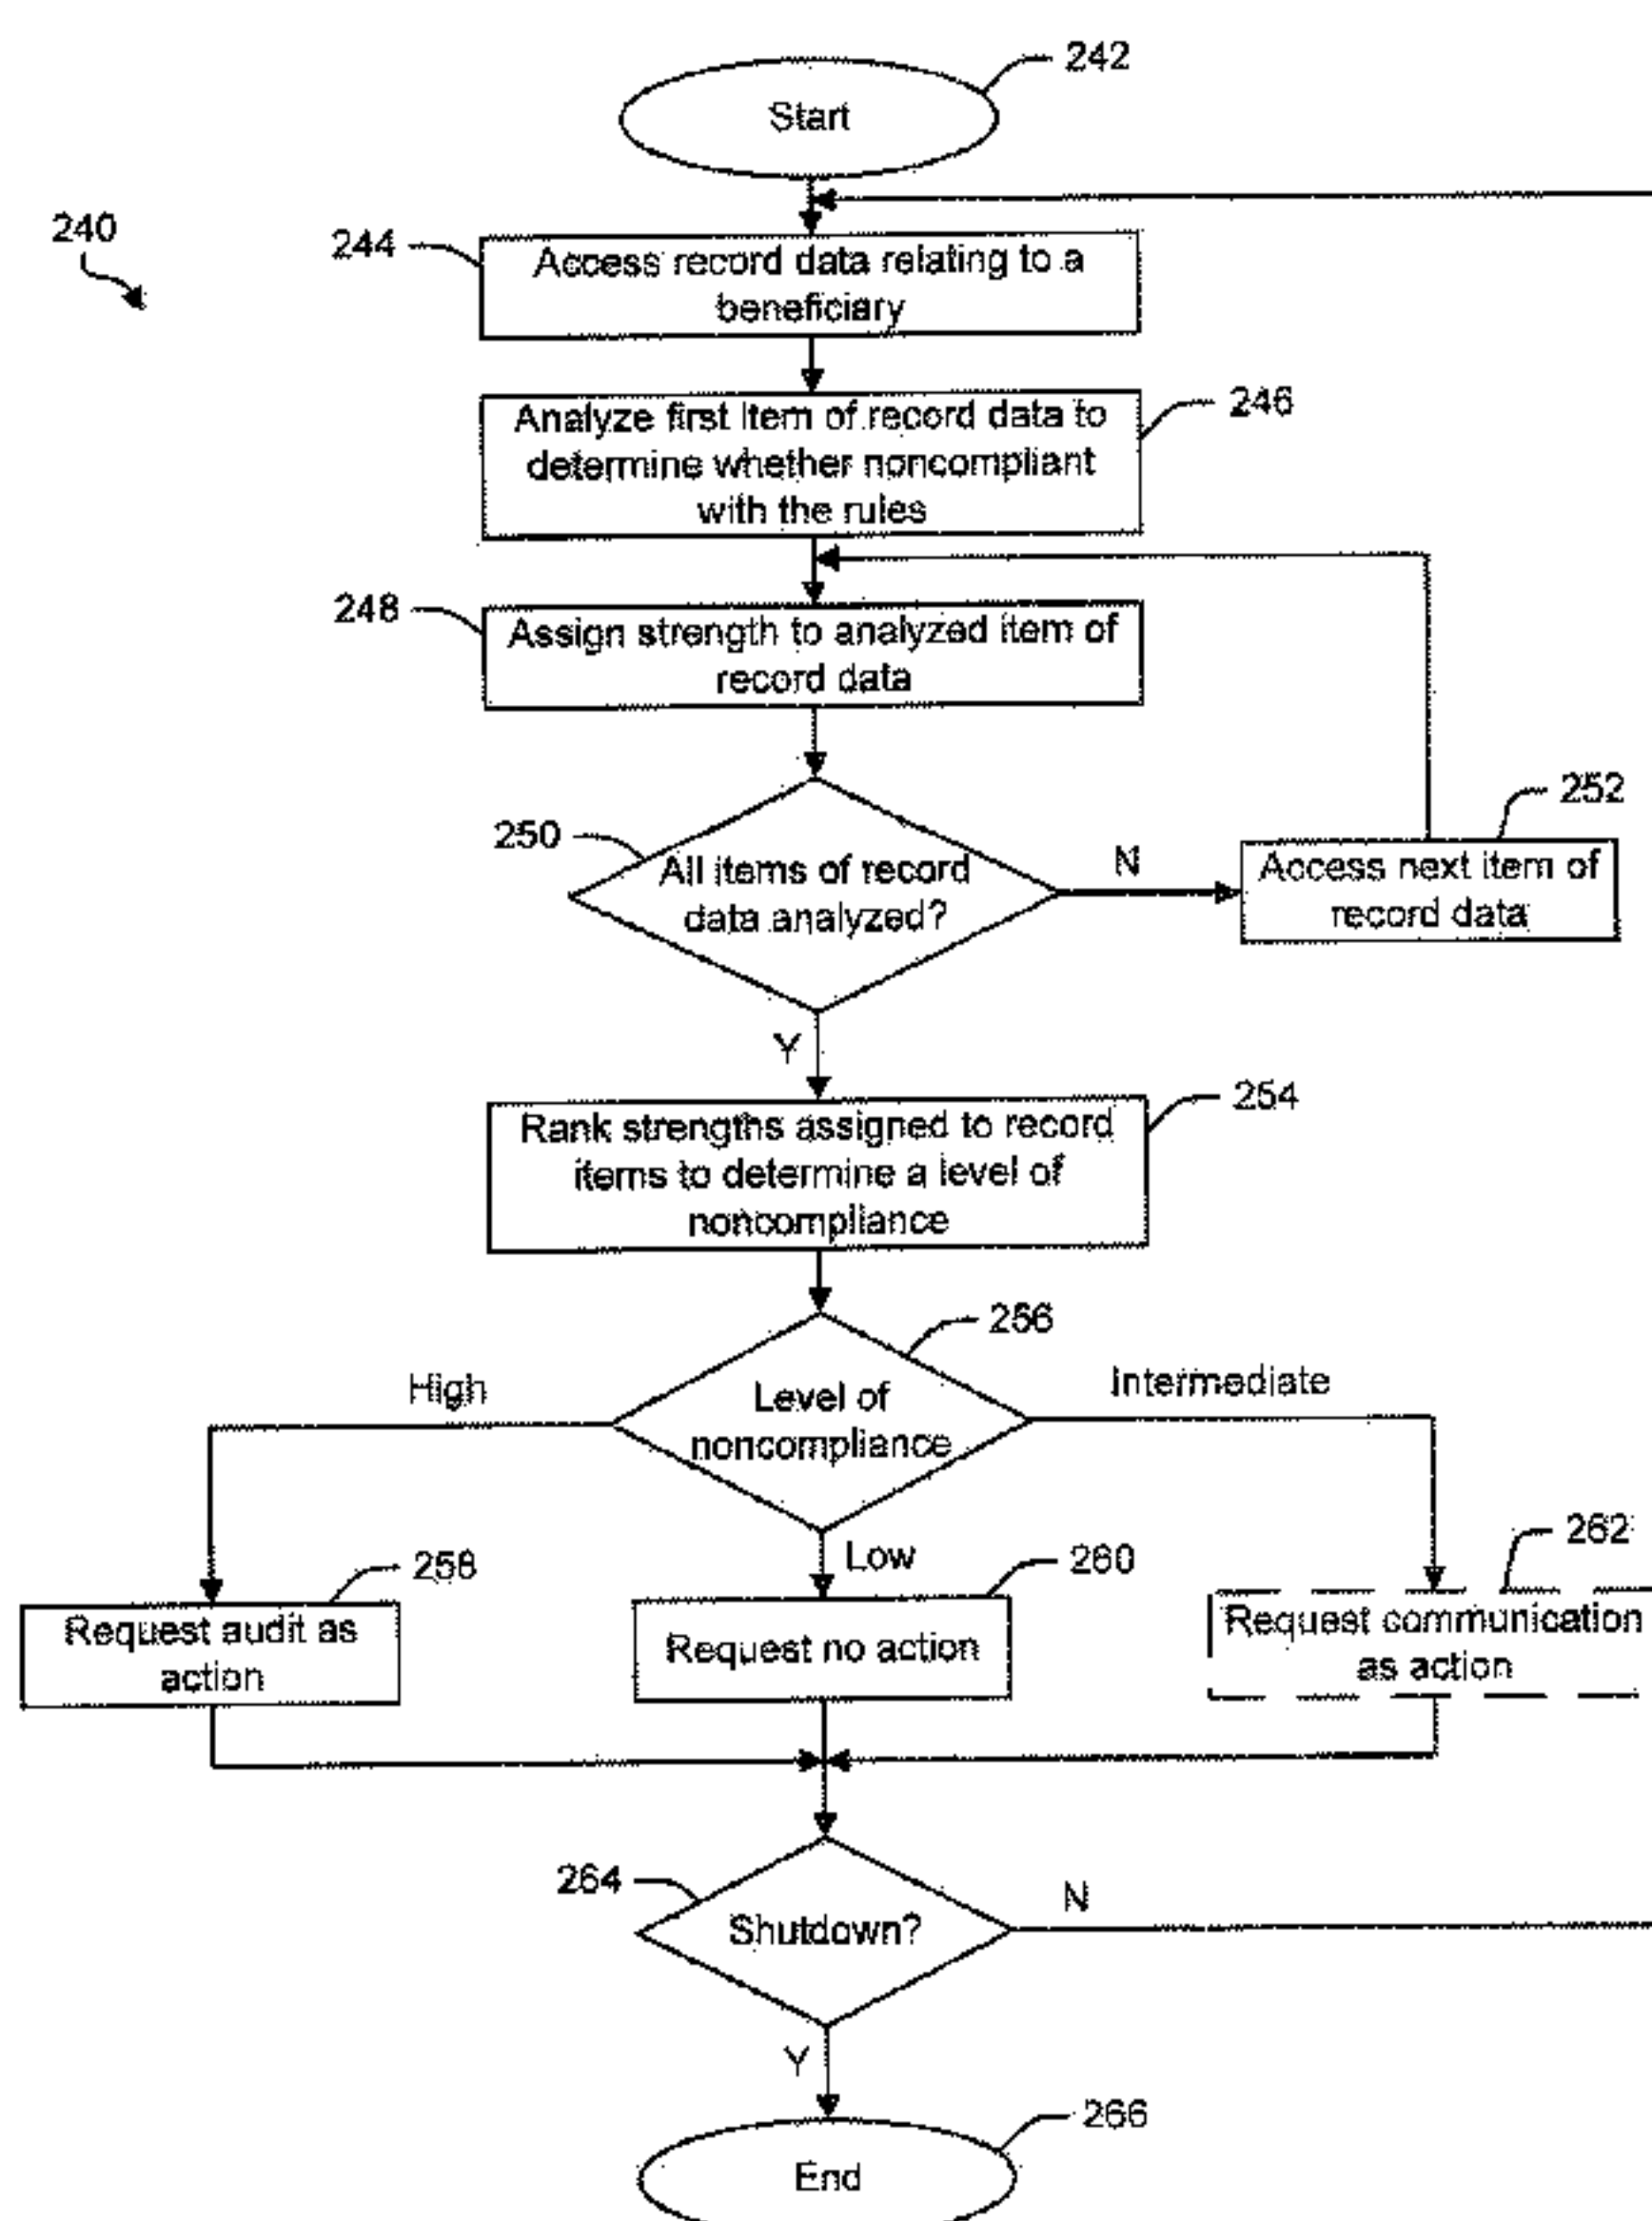 242
Start
240
244
Access record data relating to a
beneficiary
246
Analyze first item of record data to
determine whether noncompliant
with the rules
248
Assign strength to analyzed item of
record data
250
All items of record
data analyzed?
N
252
Access next item of
record data
Y
254
Rank strengths assigned to record
items to determine a level of
noncompliance
256
High
Level of
noncompliance
Intermediate
258
Low
260
262
Request audit as
action
Request no action
Request communication
as action
264
Shutdown?
N
Y
266
End